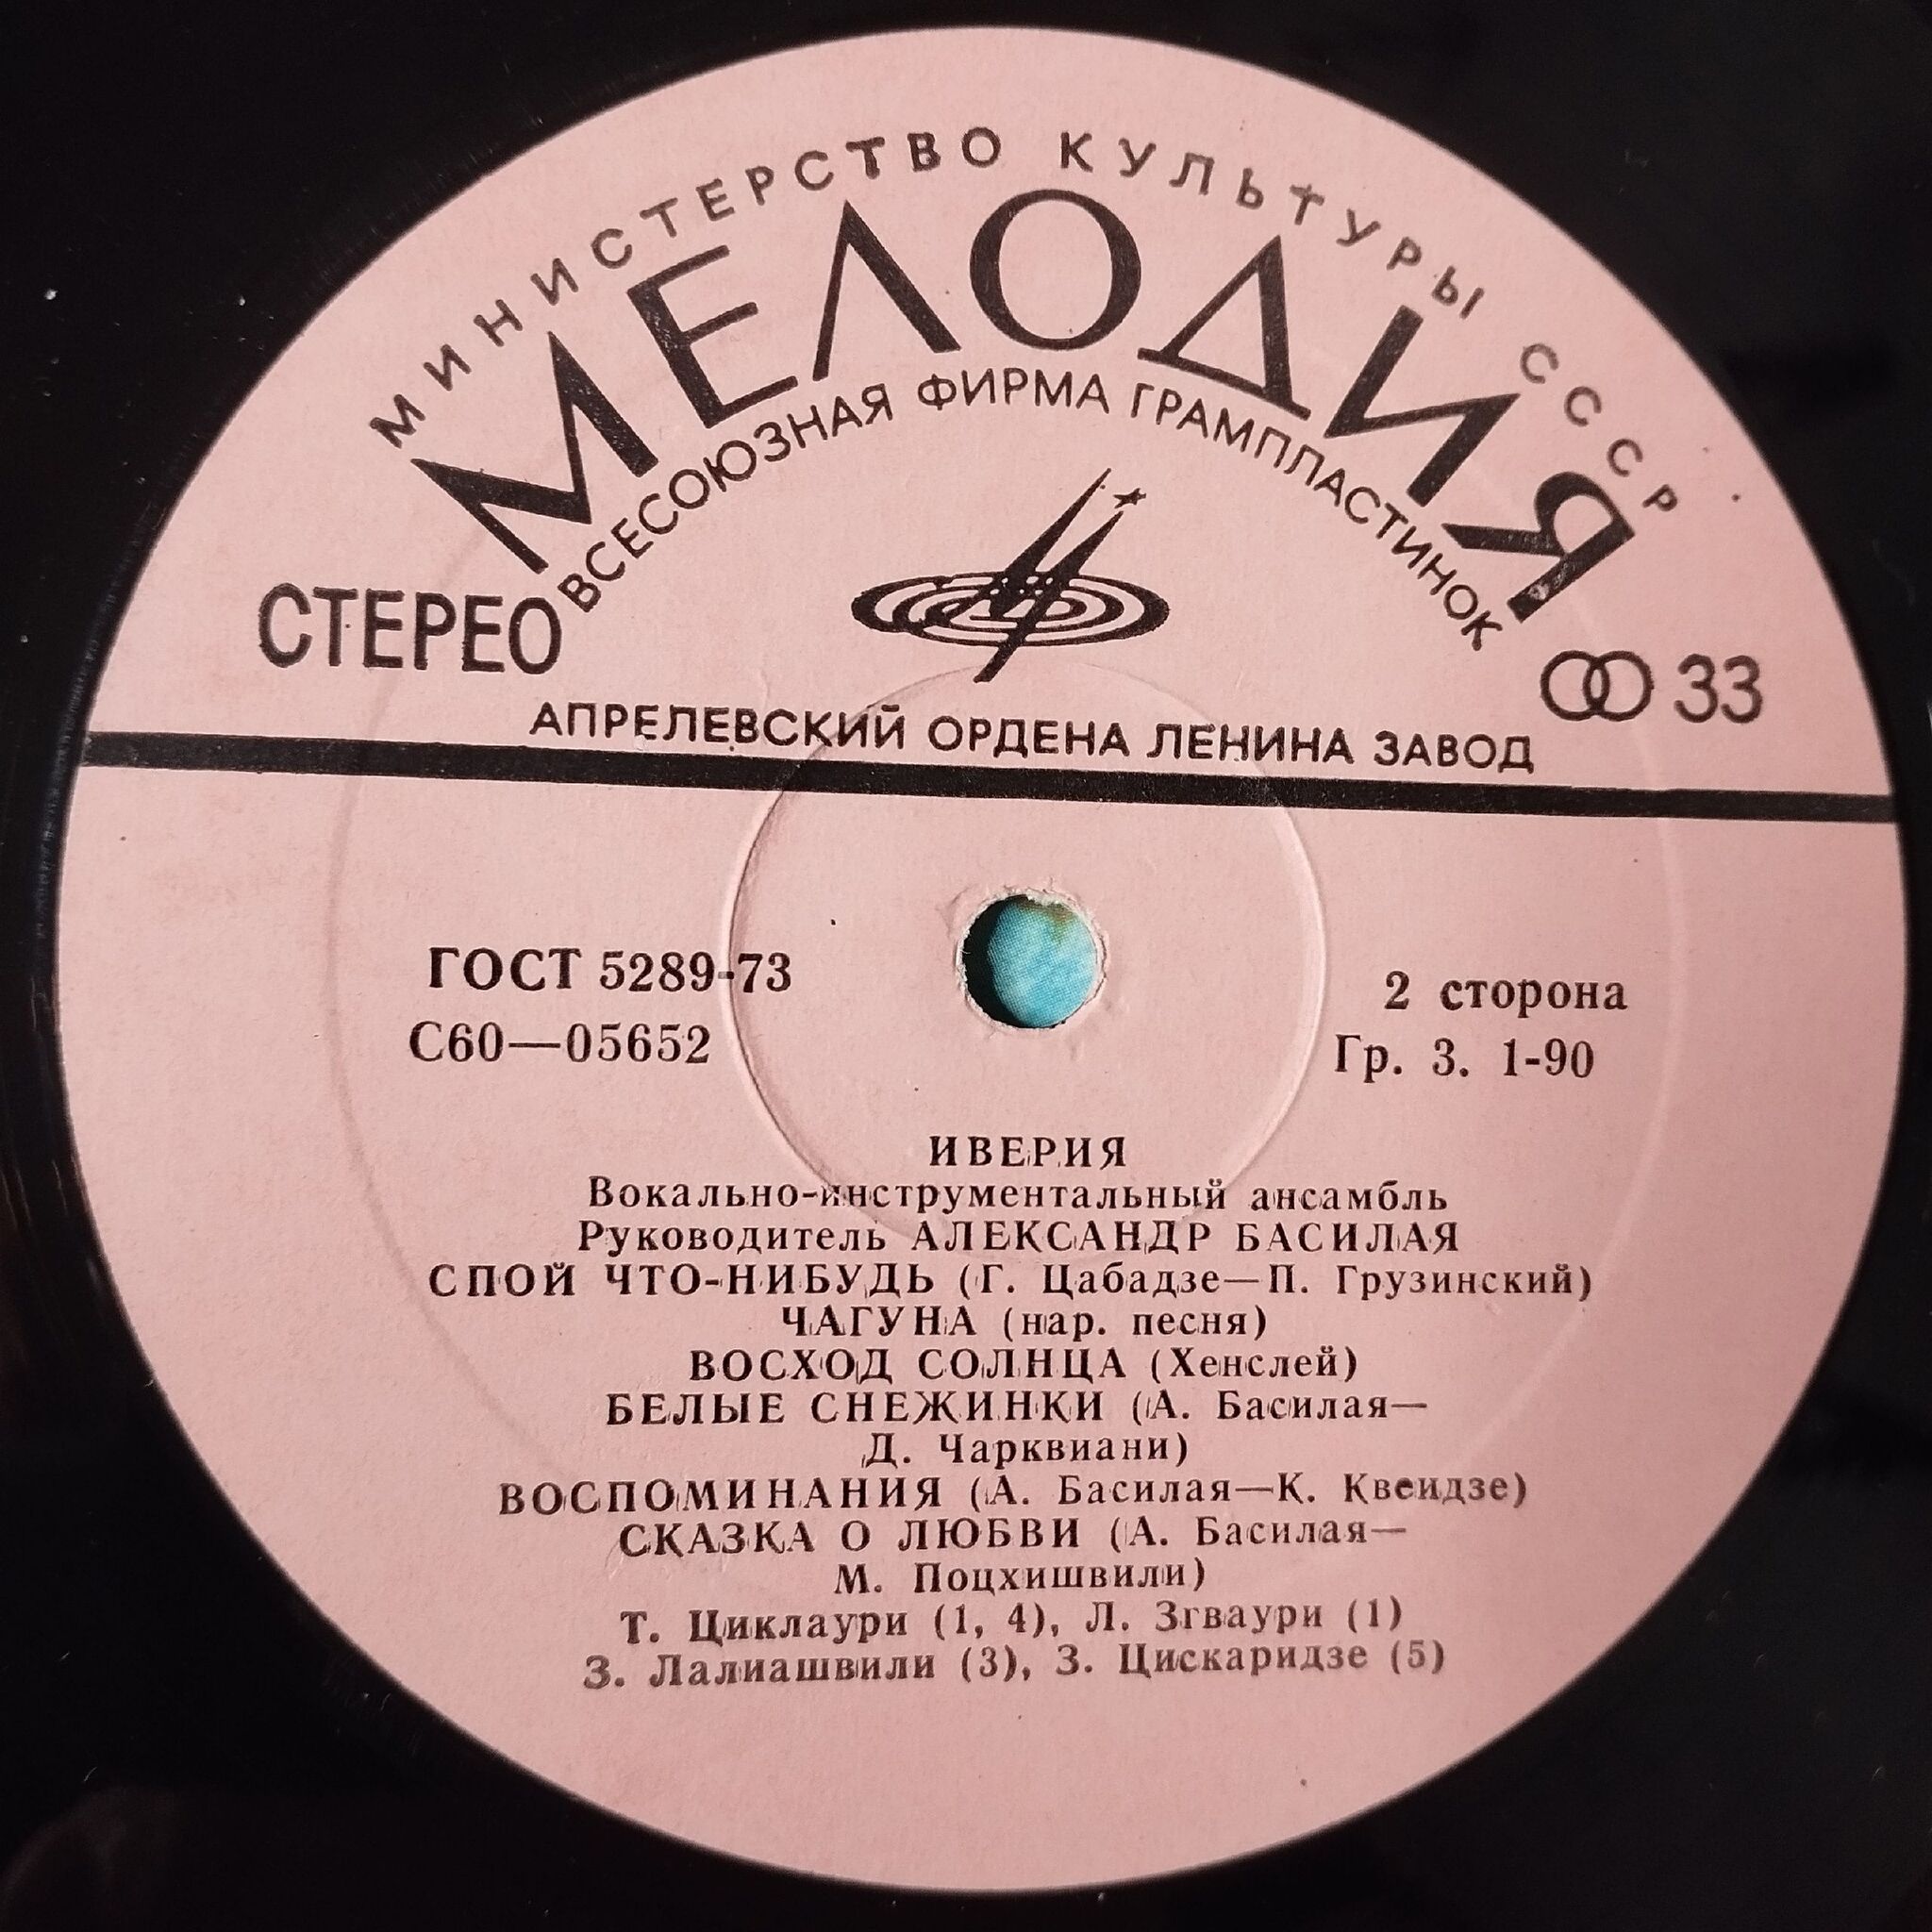 МИНИСТЕРСТВО КУЛЬТУРЫ СССР
МЕЛОДИЯ
ВСЕСОЮЗНАЯ ФИРМА ГРАМПЛАСТИНОК
СТЕРЕО
33
АПРЕЛЕВСКИЙ ОРДЕНА ЛЕНИНА ЗАВОД
ГОСТ 5289-73
2 сторона
С60—05652
Гр. 3. 1-90
ИВЕРИЯ
Вокально-инструментальный ансамбль
Руководитель АЛЕКСАНДР БАСИЛАЯ
СПОЙ ЧТО-НИБУДЬ (Г. Цабадзе—П. Грузинский)
ЧАГУНА (нар. песня)
ВОСХОД СОЛНЦА (Хенслей)
БЕЛЫЕ СНЕЖИНКИ (А. Басилая—
Д. Чарквиани)
ВОСПОМИНАНИЯ (А. Басилая—К. Квеидзе)
СКАЗКА О ЛЮБВИ (А. Басилая—
М. Поцхишвили)
Т. Циклаури (1, 4), Л. Згваури (1)
З. Лалиашвили (3), З. Цискаридзе (5)